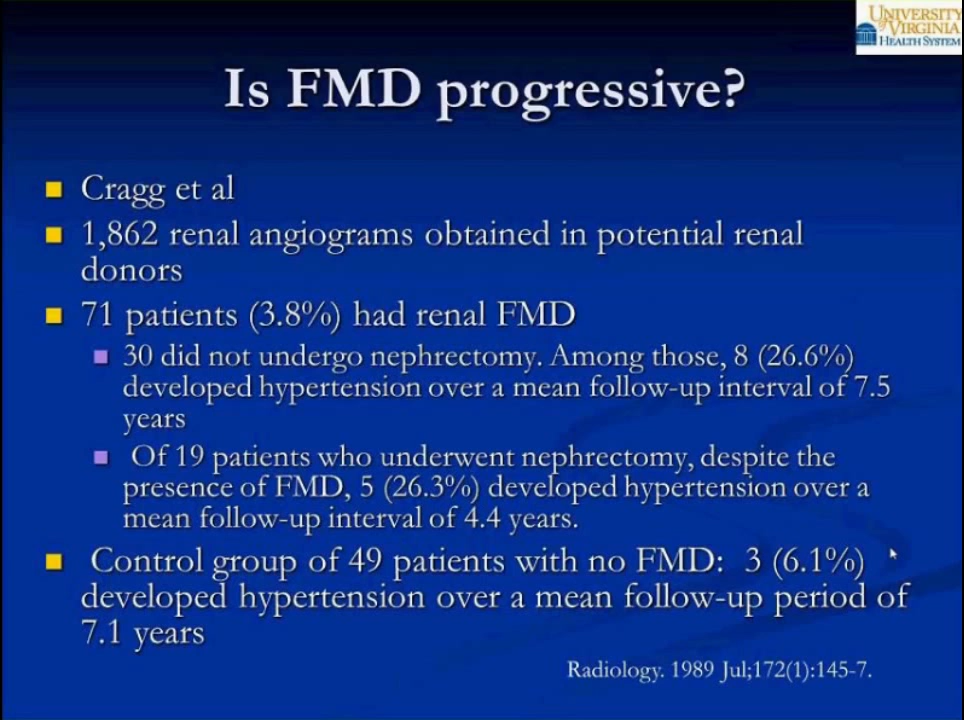 UNIVERSITY
of VIRGINIA
HEALTH SYSTEM
Is FMD progressive?
Cragg et al
1,862 renal angiograms obtained in potential renal
donors
71 patients (3.8%) had renal FMD
30 did not undergo nephrectomy. Among those, 8 (26.6%)
developed hypertension over a mean follow-up interval of 7.5
years
Of 19 patients who underwent nephrectomy, despite the
presence of FMD, 5 (26.3%) developed hypertension over a
mean follow-up interval of 4.4 years.
Control group of 49 patients with no FMD: 3 (6.1%)
developed hypertension over a mean follow-up period of
7.1 years
Radiology. 1989 Jul;172(1):145-7.